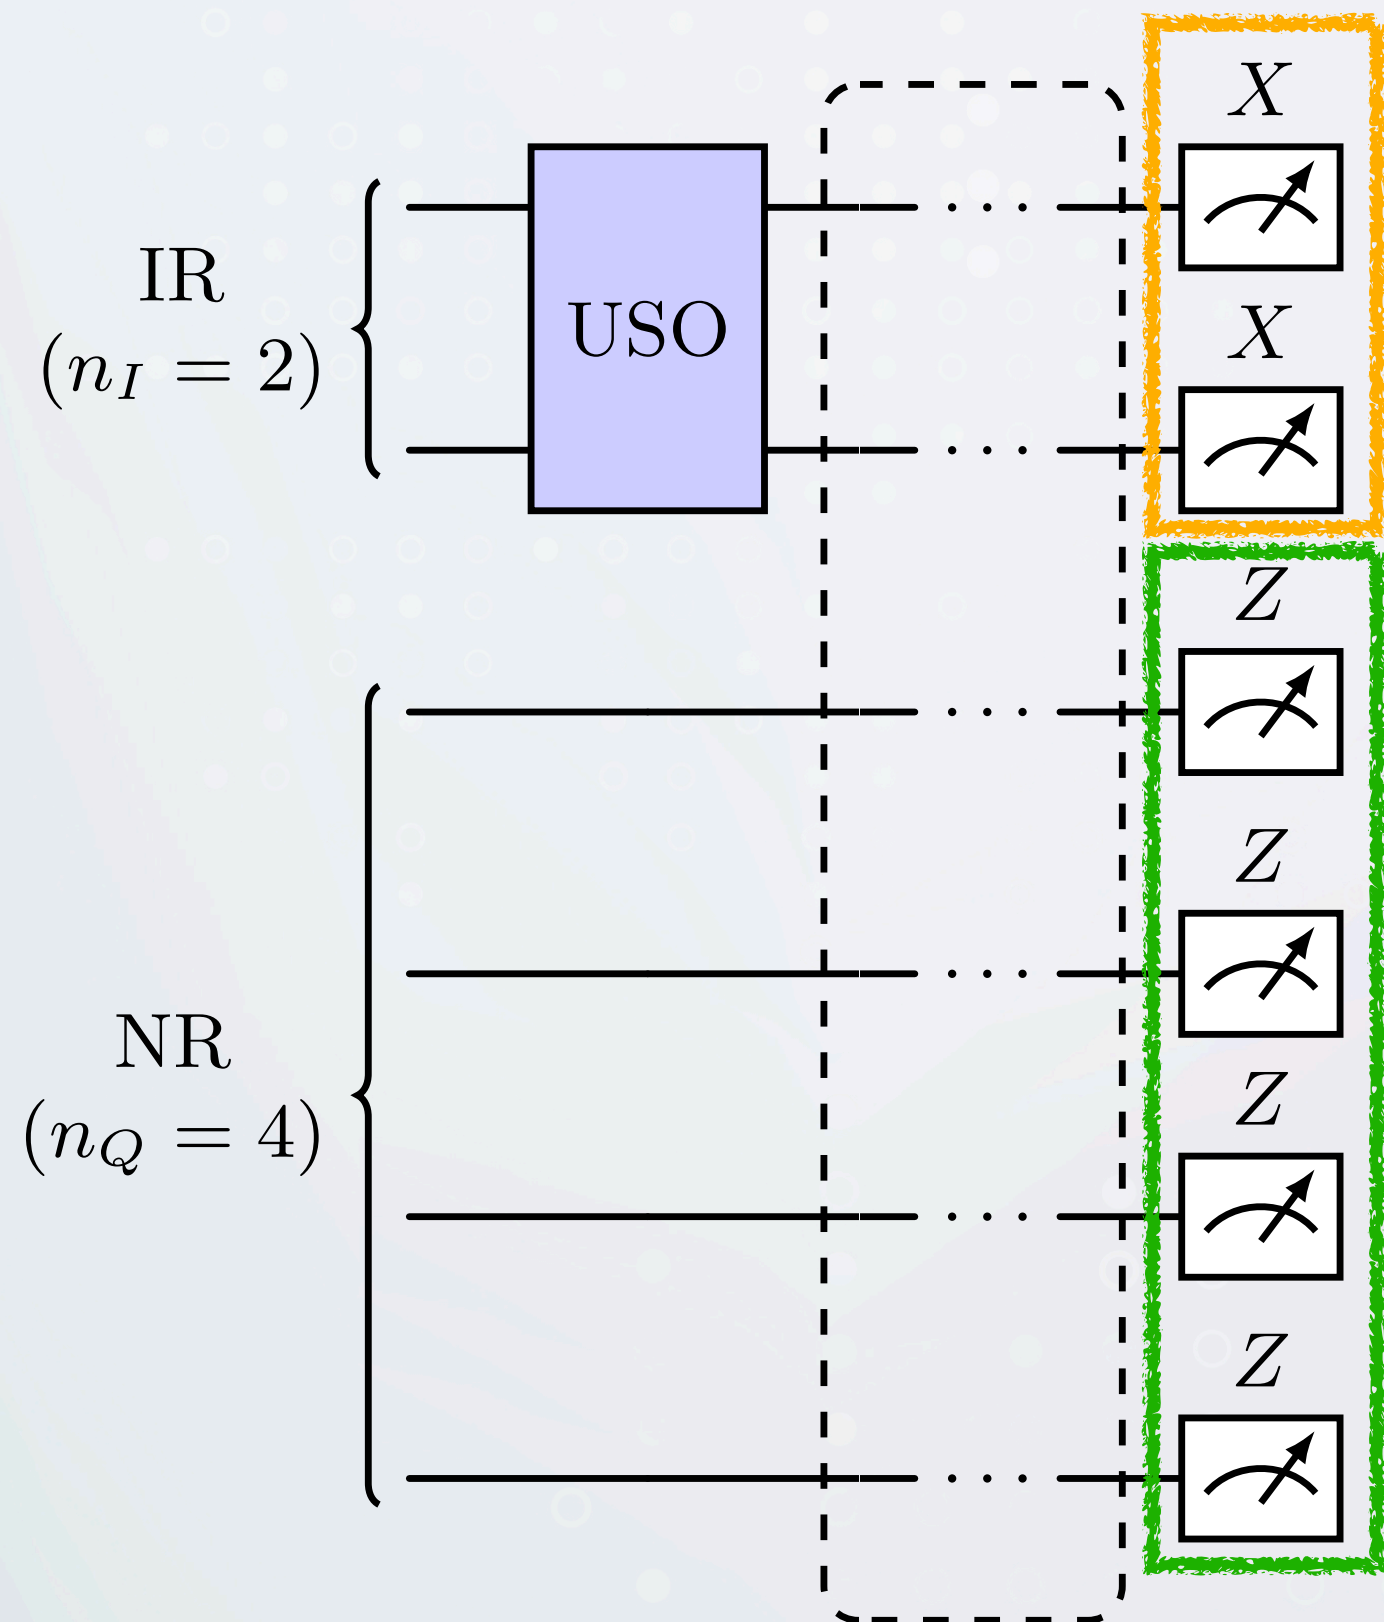 X
IR
(n_I = 2)
USO
X
Z
Z
NR
(n_Q = 4)
Z
Z